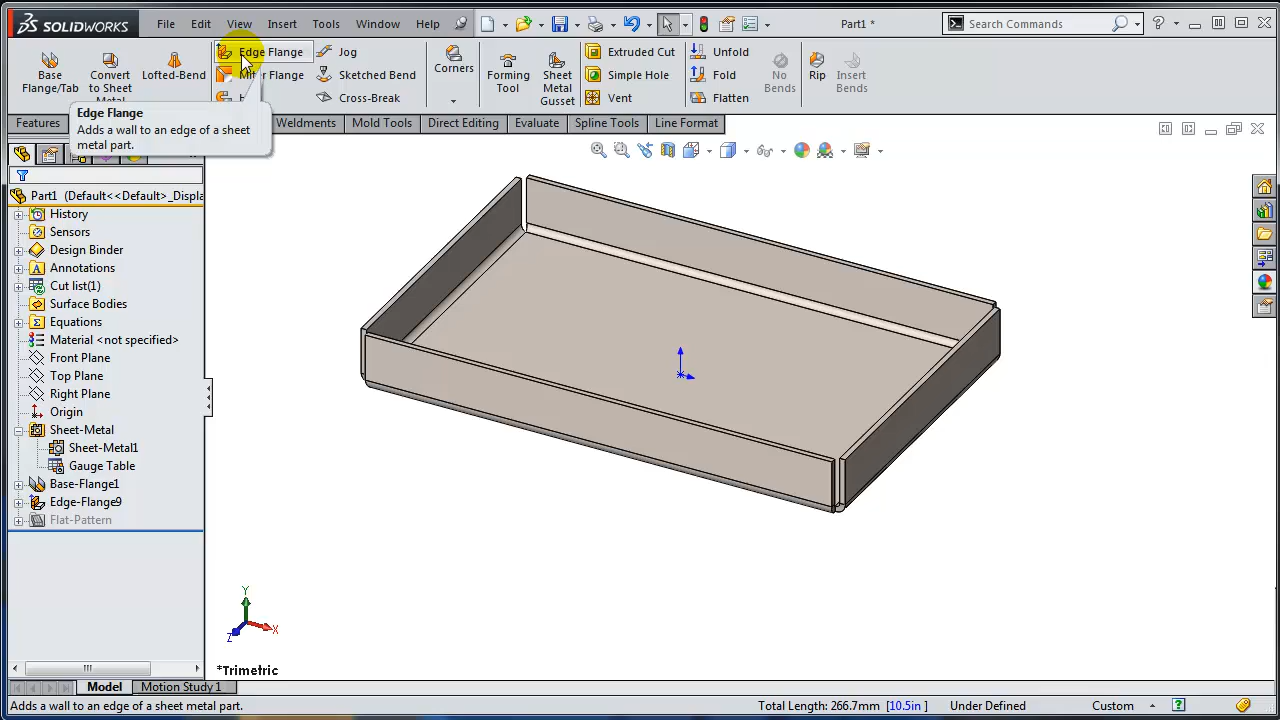 SOLIDWORKS File Edit View Insert Tools Window Help Part1 * Search Commands
Edge Flange Jog Extruded Cut Unfold
Base Flange/Tab Convert to Sheet Metal Lofted-Bend Flange Sketched Bend Corners Forming Tool Sheet Metal Gusset Simple Hole Fold No Bends Rip Insert Bends
Cross-Break Vent Flatten
Edge Flange
Adds a wall to an edge of a sheet
metal part.
Features Weldments Mold Tools Direct Editing Evaluate Spline Tools Line Format
Part1 (Default<<Default>_Displa
History
Sensors
Design Binder
Annotations
Cut list(1)
Surface Bodies
Equations
Material <not specified>
Front Plane
Top Plane
Right Plane
Origin
Sheet-Metal
Sheet-Metal1
Gauge Table
Base-Flange1
Edge-Flange9
Flat-Pattern
Y
X
Z
*Trimetric
Model Motion Study 1
Adds a wall to an edge of a sheet metal part. Total Length: 266.7mm [10.5in ] Under Defined Custom